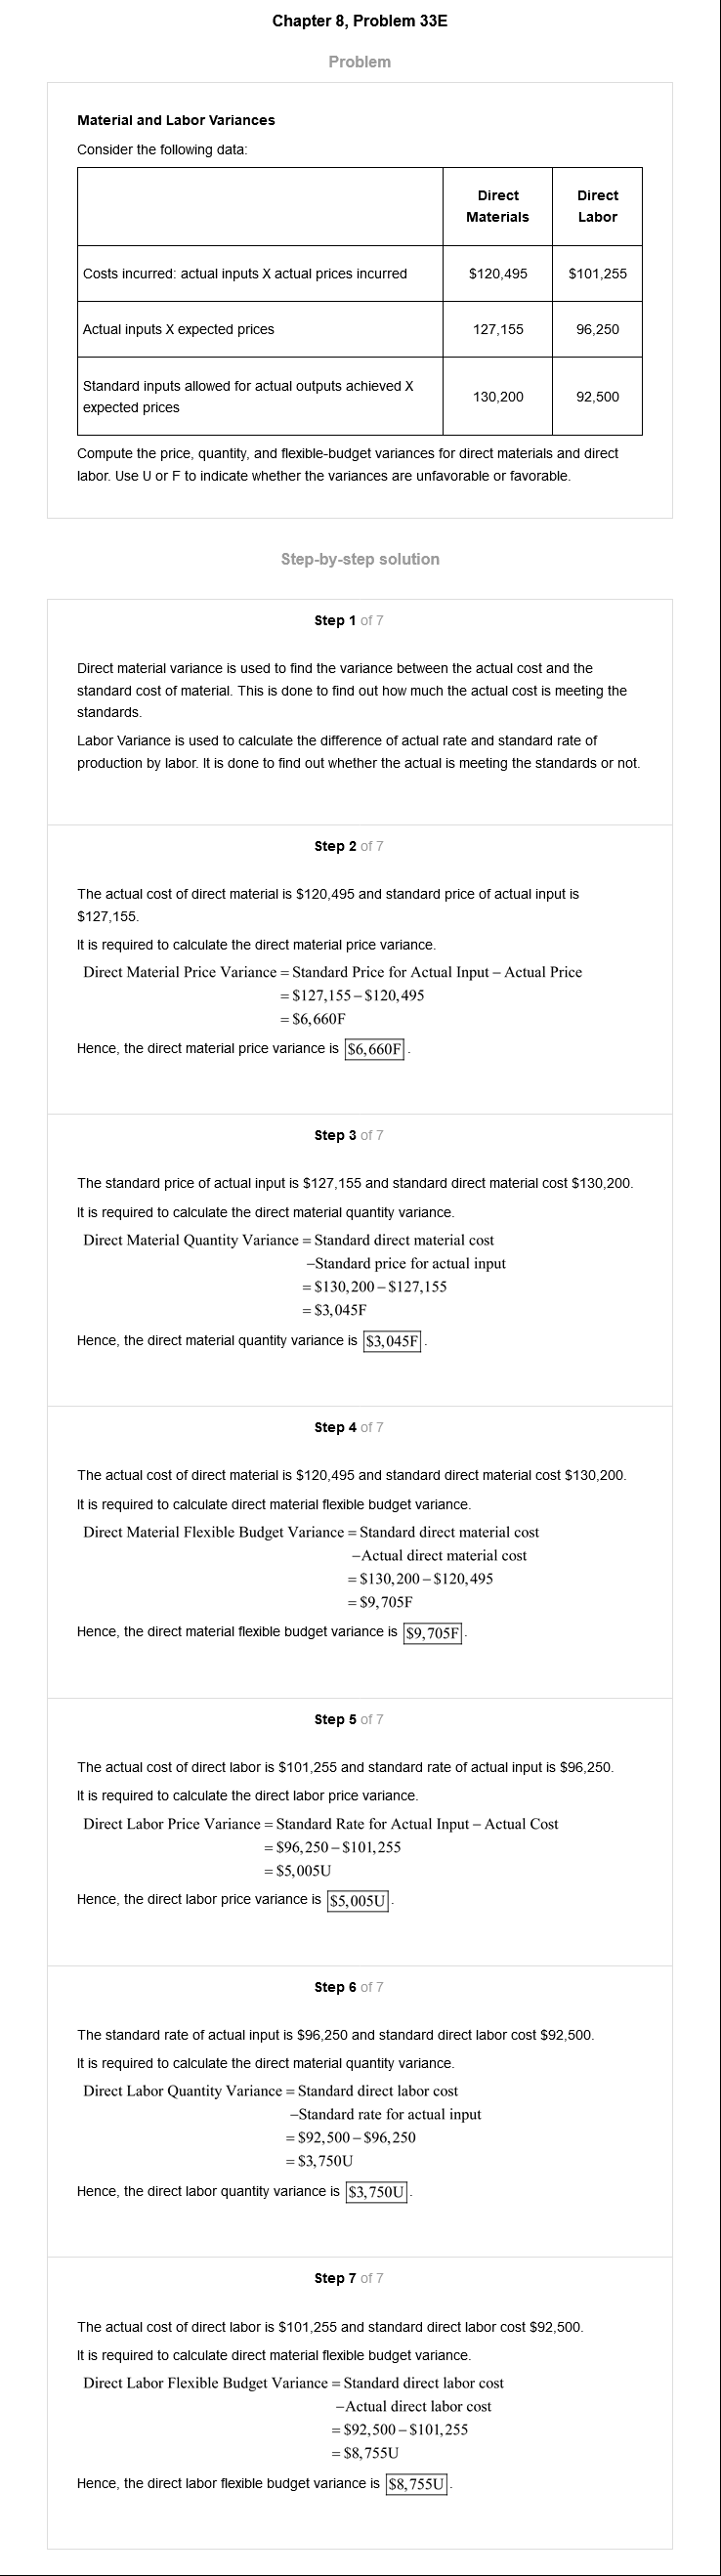 Chapter 8, Problem 33E
Problem
Material and Labor Variances
Consider the following data:
Direct Materials
Direct Labor
Costs incurred: actual inputs X actual prices incurred $120,495 $101,255
Actual inputs X expected prices 127,155 96,250
Standard inputs allowed for actual outputs achieved X
expected prices 130,200 92,500
Compute the price, quantity, and flexible-budget variances for direct materials and direct
labor. Use U or F to indicate whether the variances are unfavorable or favorable.
Step-by-step solution
Step 1 of 7
Direct material variance is used to find the variance between the actual cost and the
standard cost of material. This is done to find out how much the actual cost is meeting the
standards.
Labor Variance is used to calculate the difference of actual rate and standard rate of
production by labor. It is done to find out whether the actual is meeting the standards or not.
Step 2 of 7
The actual cost of direct material is $120,495 and standard price of actual input is
$127,155.
It is required to calculate the direct material price variance.
Direct Material Price Variance = Standard Price for Actual Input – Actual Price
= $127,155 – $120,495
= $6,660F
Hence, the direct material price variance is $6,660F.
Step 3 of 7
The standard price of actual input is $127,155 and standard direct material cost $130,200.
It is required to calculate the direct material quantity variance.
Direct Material Quantity Variance = Standard direct material cost
–Standard price for actual input
= $130,200 – $127,155
= $3,045F
Hence, the direct material quantity variance is $3,045F.
Step 4 of 7
The actual cost of direct material is $120,495 and standard direct material cost $130,200.
It is required to calculate direct material flexible budget variance.
Direct Material Flexible Budget Variance = Standard direct material cost
–Actual direct material cost
= $130,200 – $120,495
= $9,705F
Hence, the direct material flexible budget variance is $9,705F.
Step 5 of 7
The actual cost of direct labor is $101,255 and standard rate of actual input is $96,250.
It is required to calculate the direct labor price variance.
Direct Labor Price Variance = Standard Rate for Actual Input – Actual Cost
= $96,250 – $101,255
= $5,005U
Hence, the direct labor price variance is $5,005U.
Step 6 of 7
The standard rate of actual input is $96,250 and standard direct labor cost $92,500.
It is required to calculate the direct material quantity variance.
Direct Labor Quantity Variance = Standard direct labor cost
–Standard rate for actual input
= $92,500 – $96,250
= $3,750U
Hence, the direct labor quantity variance is $3,750U.
Step 7 of 7
The actual cost of direct labor is $101,255 and standard direct labor cost $92,500.
It is required to calculate direct material flexible budget variance.
Direct Labor Flexible Budget Variance = Standard direct labor cost
–Actual direct labor cost
= $92,500 – $101,255
= $8,755U
Hence, the direct labor flexible budget variance is $8,755U.